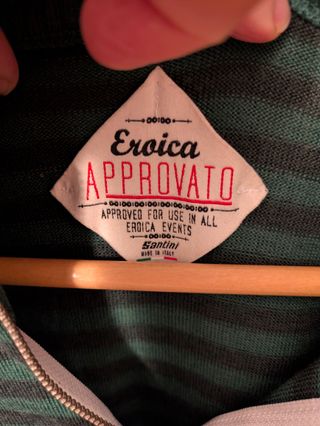 Eroica
APPROVATO
APPROVED FOR USE IN ALL
EROICA EVENTS
Santini
MADE IN ITALY